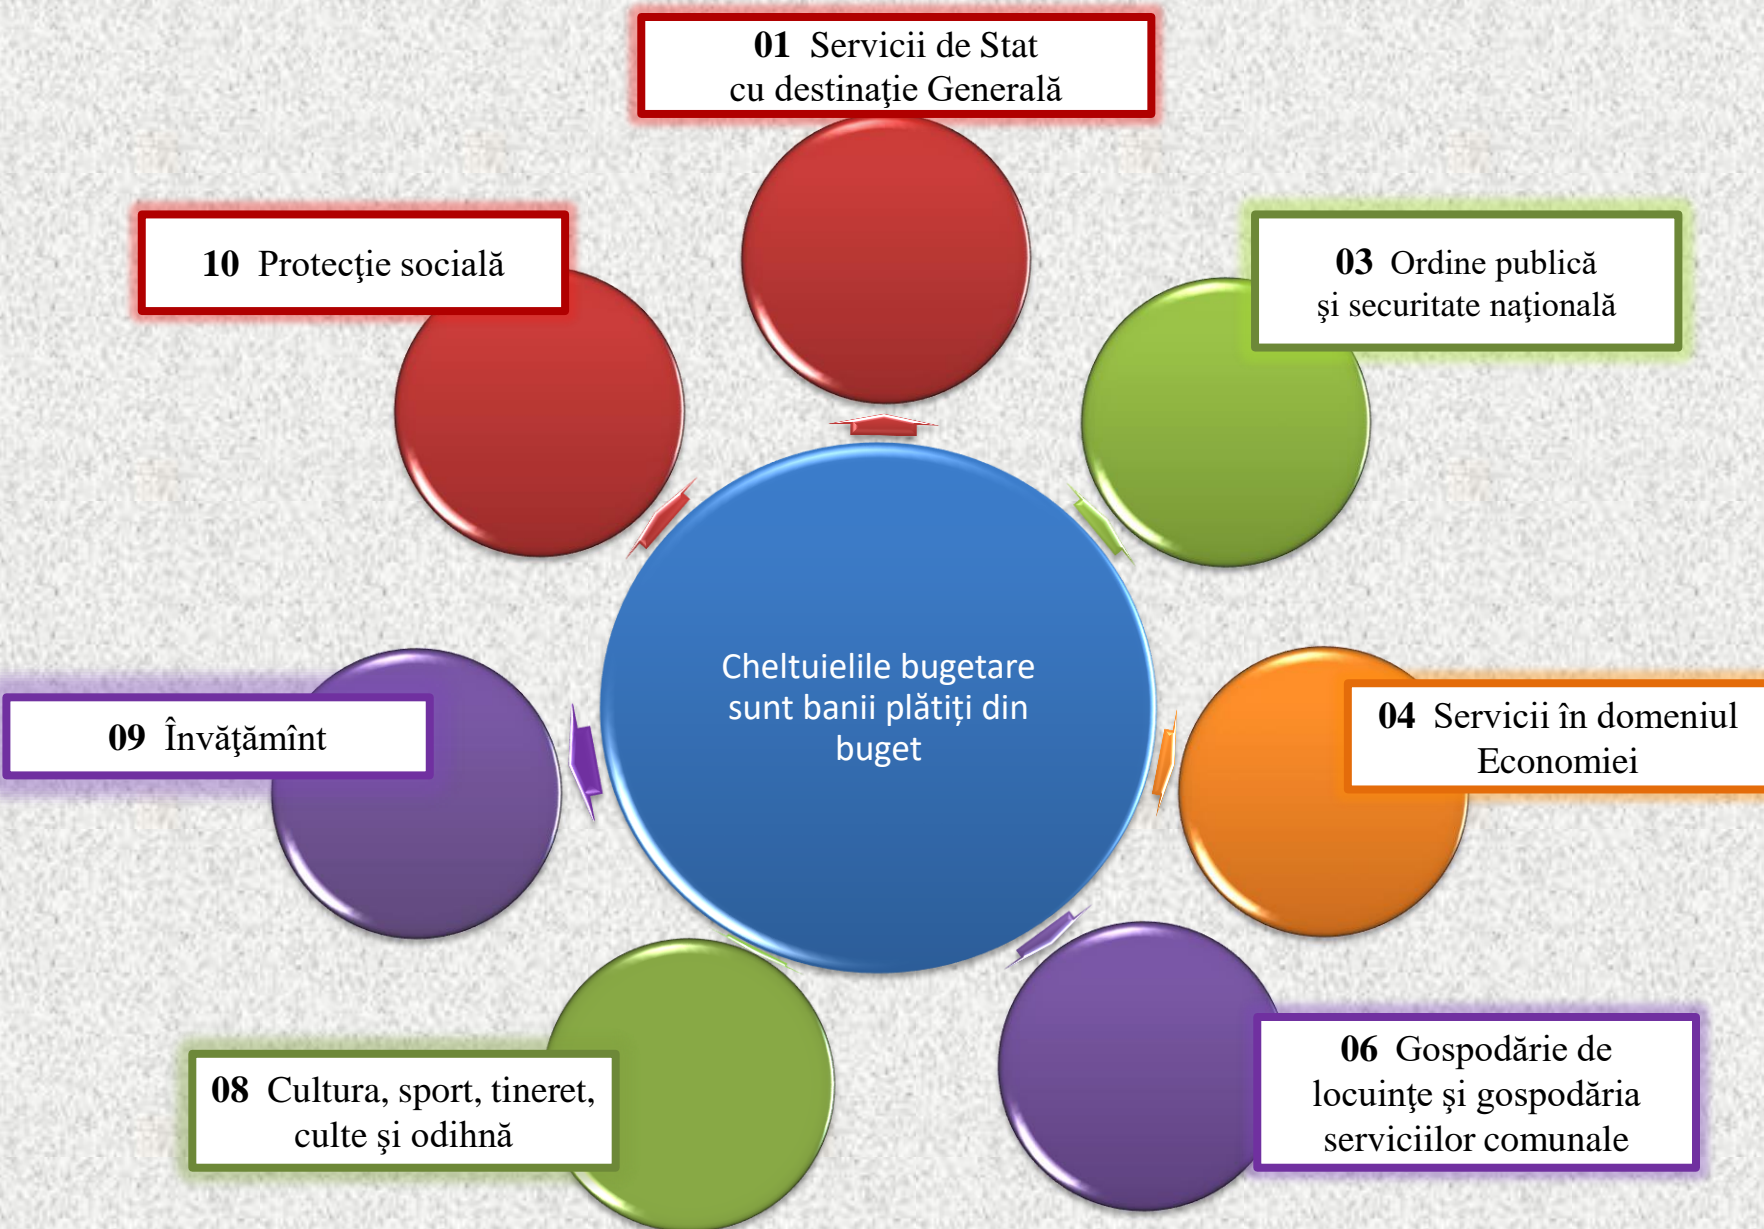 01 Servicii de Stat
cu destinaţie Generală
10 Protecţie socială
03 Ordine publică
şi securitate naţională
Cheltuielile bugetare
sunt banii plătiți din
buget
09 Învăţămînt
04 Servicii în domeniul
Economiei
08 Cultura, sport, tineret,
culte şi odihnă
06 Gospodărie de
locuinţe şi gospodăria
serviciilor comunale